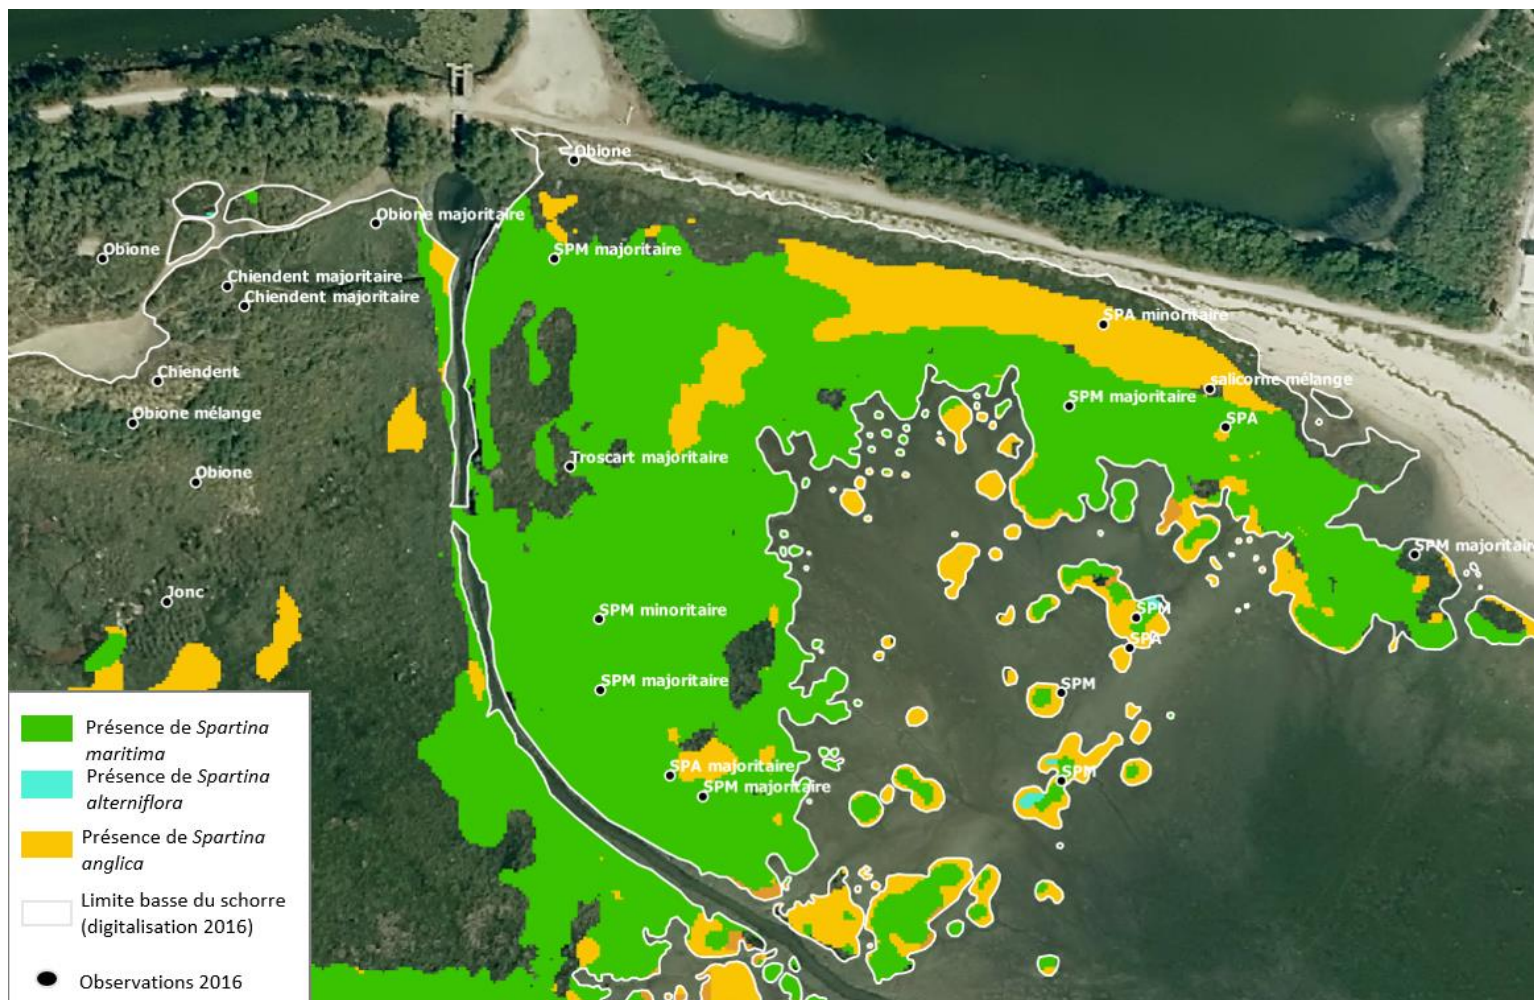 Obione
Obione majoritaire
Obione
SPM majoritaire
Chiendent majoritaire
Chiendent majoritaire
SPA minoritaire
Chiendent
salicorne mélange
SPM majoritaire
Obione mélange
SPA
Troscart majoritaire
Obione
SPM majoritair
Jonc
SPM minoritaire
SPM
SPA
SPM majoritaire
SPM
SPA majoritaire
SPM
SPM majoritaire
Présence de Spartina
maritima
Présence de Spartina
alterniflora
Présence de Spartina
anglica
Limite basse du schorre
(digitalisation 2016)
Observations 2016